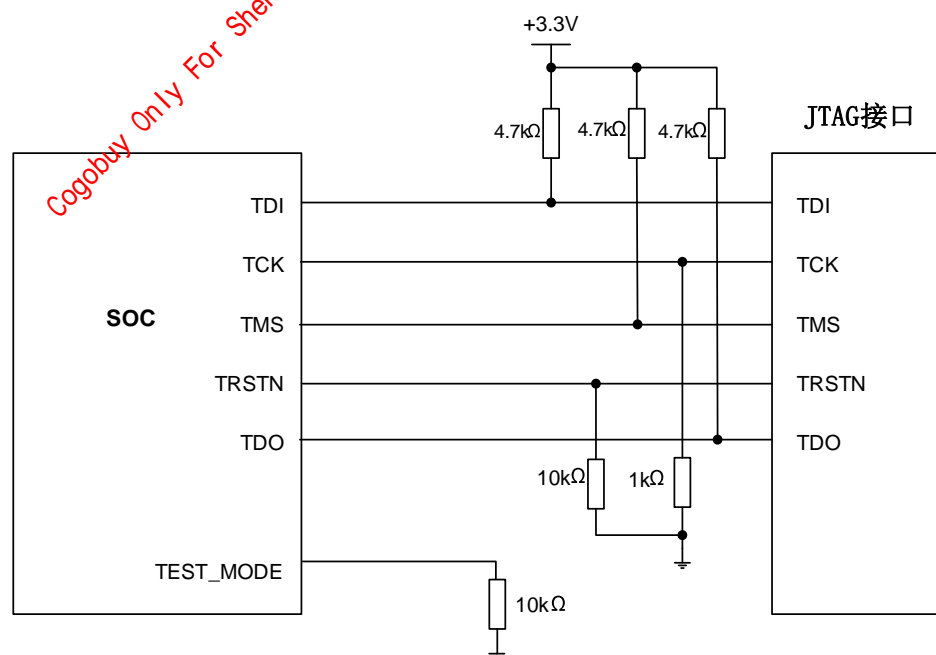 Cogobuy Only For She
+3.3V
4.7kΩ 4.7kΩ 4.7kΩ
JTAG接口
TDI TDI
TCK TCK
SOC
TMS TMS
TRSTN TRSTN
TDO TDO
10kΩ 1kΩ
TEST_MODE
10kΩ